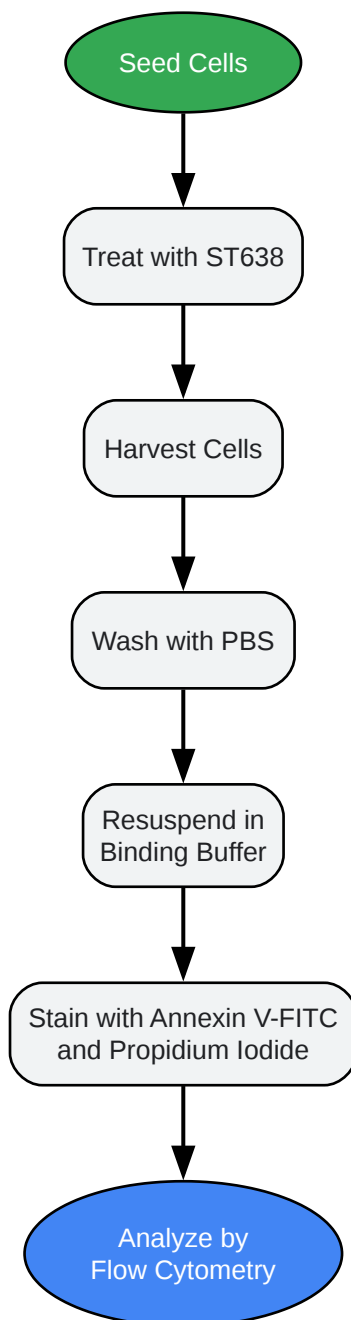 Seed Cells
Treat with ST638
Harvest Cells
Wash with PBS
Resuspend in
Binding Buffer
Stain with Annexin V-FITC
and Propidium Iodide
Analyze by
Flow Cytometry